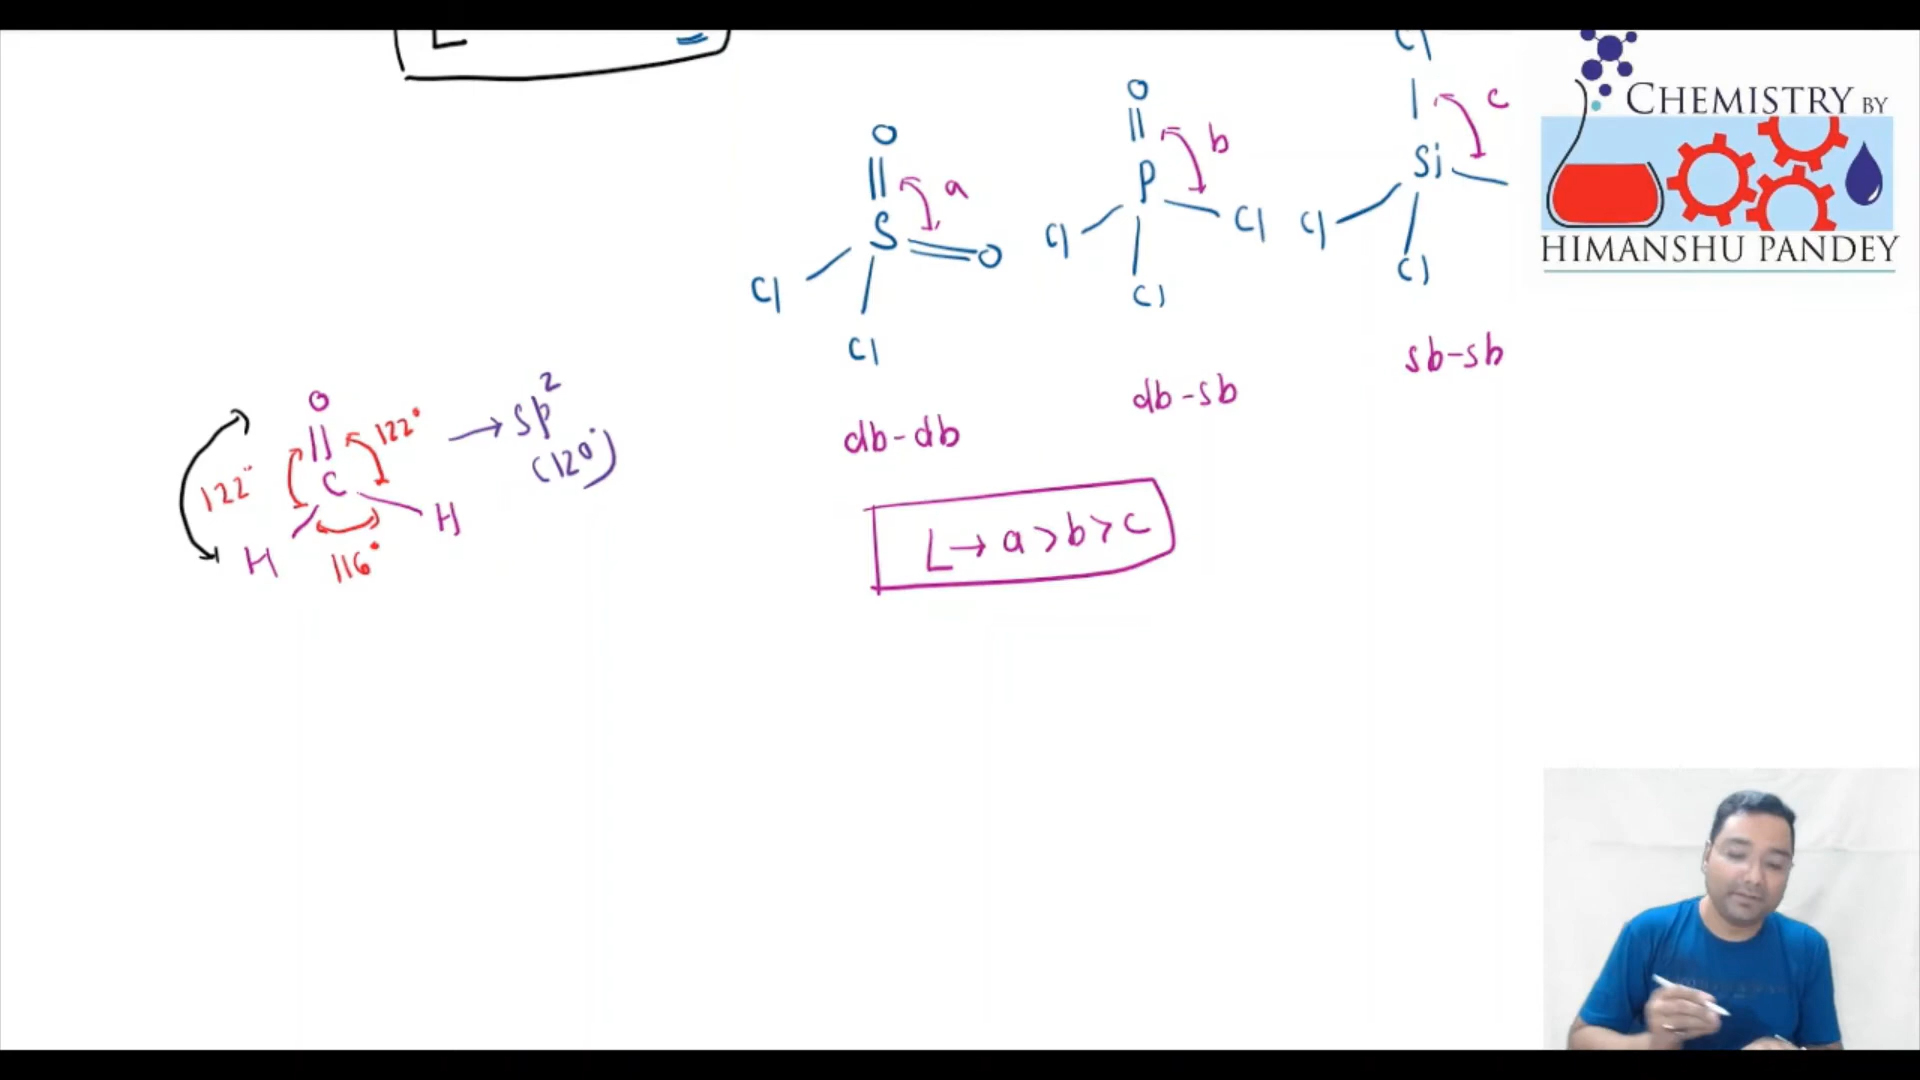 Cl
O
O
S
O
Cl
Cl
a
O
P
Cl
Cl
Cl
b
Si
Cl
Cl
c
CHEMISTRY BY
HIMANSHU PANDEY
db-db
db-sb
sb-sb
L→ a>b>c
O
C
H
H
122°
122°
116°
→ sp²
(120°)